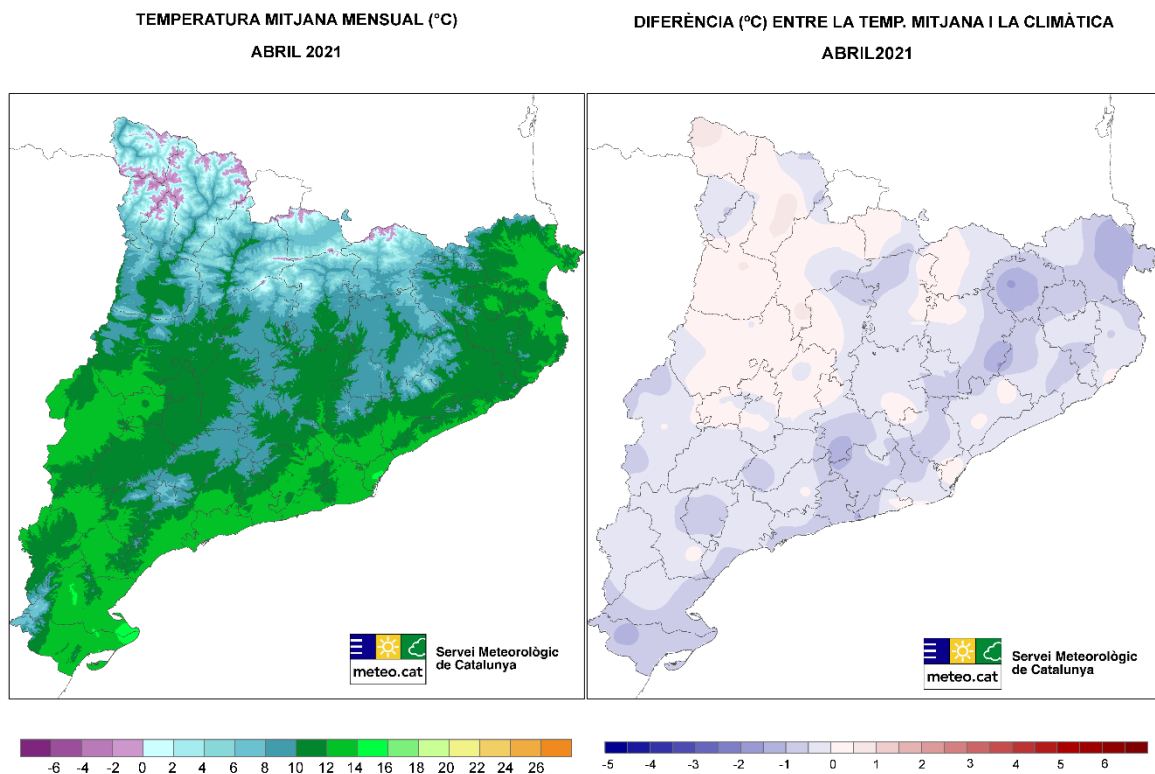 TEMPERATURA MITJANA MENSUAL (°C)
ABRIL 2021
DIFERÈNCIA (ºC) ENTRE LA TEMP. MITJANA I LA CLIMÀTICA
ABRIL2021
meteo.cat
Servei Meteorològic
de Catalunya
meteo.cat
Servei Meteorològic
de Catalunya
-6 -4 -2 0 2 4 6 8 10 12 14 16 18 20 22 24 26
-5 -4 -3 -2 -1 0 1 2 3 4 5 6